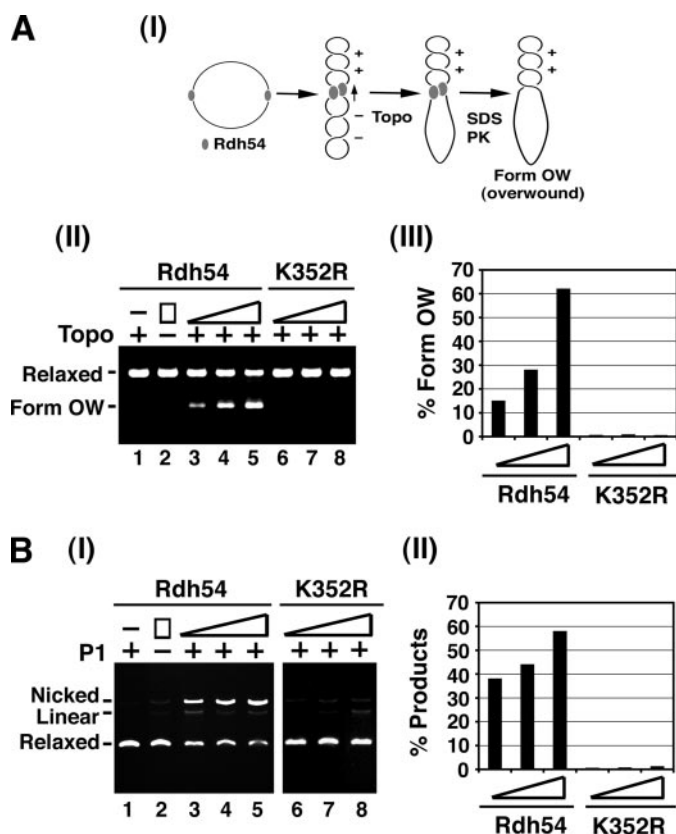 A (I)
+
+
−
−
Rdh54
Topo
SDS
PK
+
+
+
+
Form OW
(overwound)
(II)
Rdh54 K352R
−
Topo + − + + + + + +
Relaxed
Form OW
1 2 3 4 5 6 7 8
(III)
% Form OW
70
60
50
40
30
20
10
0
Rdh54 K352R
B (I)
Rdh54 K352R
−
P1 + − + + + + + +
Nicked
Linear
Relaxed
1 2 3 4 5 6 7 8
(II)
% Products
70
60
50
40
30
20
10
0
Rdh54 K352R